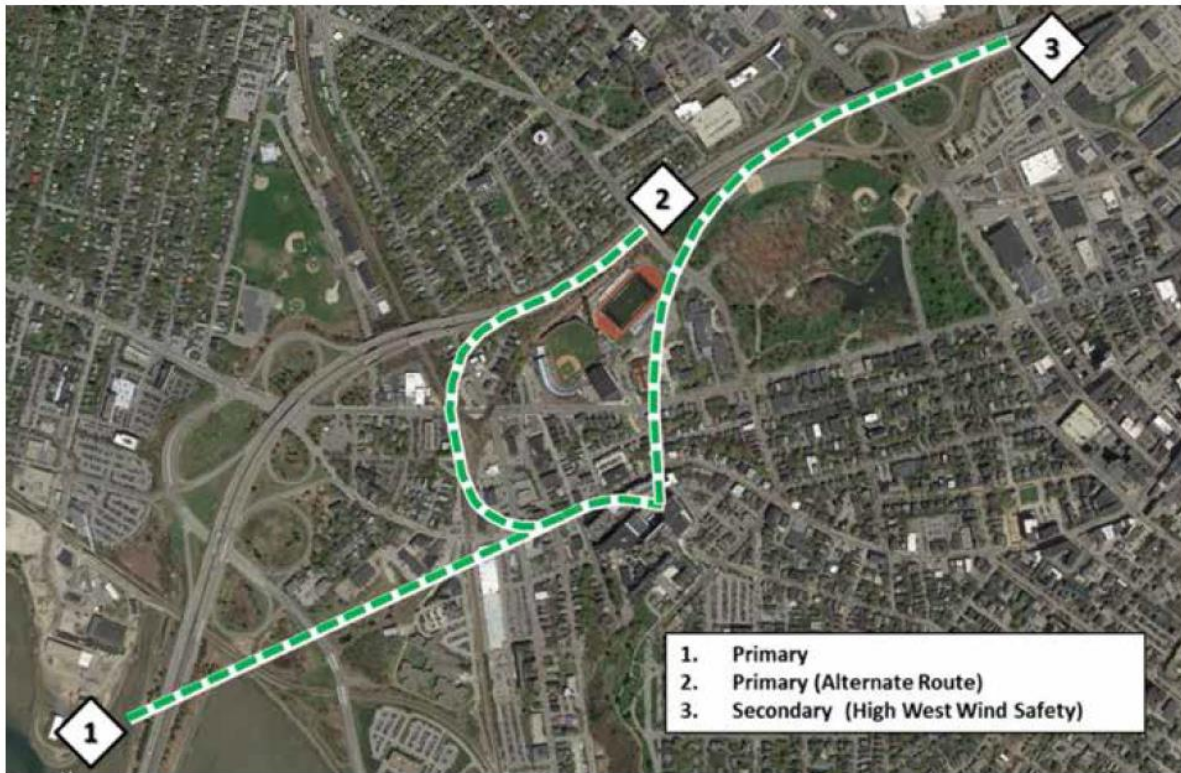 3
2
1
1. Primary
2. Primary (Alternate Route)
3. Secondary (High West Wind Safety)